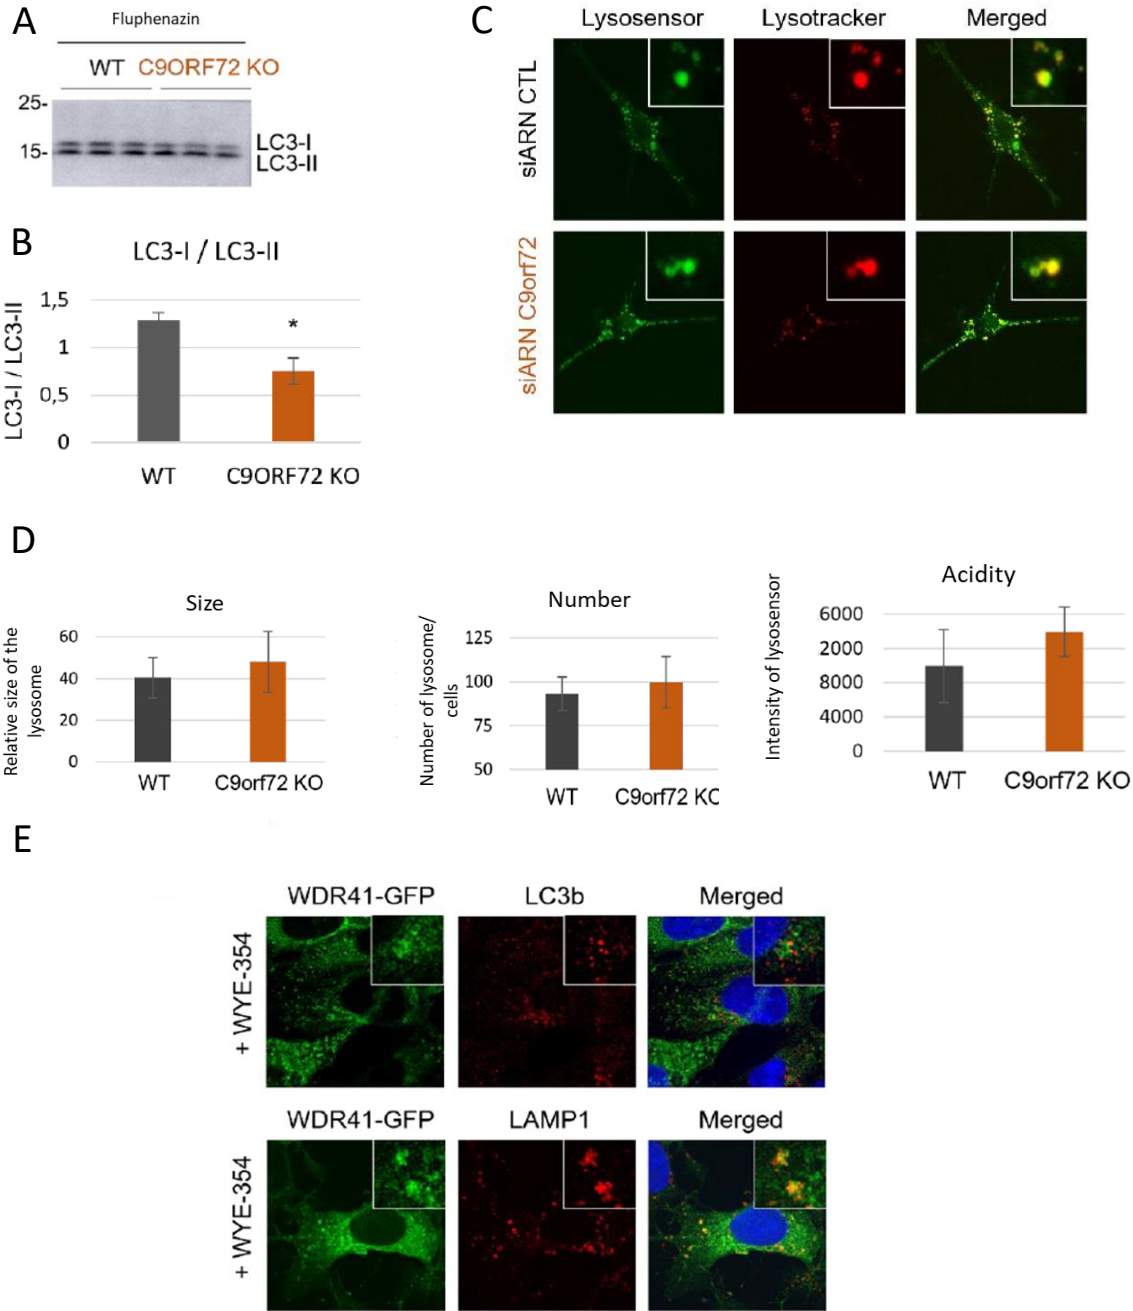 A
Fluphenazin
WT C9ORF72 KO
25-
15-
LC3-I
LC3-II
B
LC3-I / LC3-II
LC3-I / LC3-II
1,5
1
0,5
0
*
WT
C9ORF72 KO
C
Lysosensor
Lysotracker
Merged
siARN CTL
siARN C9orf72
D
Size
Relative size of the
lysosome
60
40
20
0
WT
C9orf72 KO
Number
Number of lysosome/
cells
125
100
75
50
WT
C9orf72 KC
Acidity
Intensity of lysosensor
6000
2000
8000
4000
0
WT
C9orf72 KO
E
WDR41-GFP
LC3b
Merged
+ WYE-354
WDR41-GFP
LAMP1
Merged
+ WYE-354